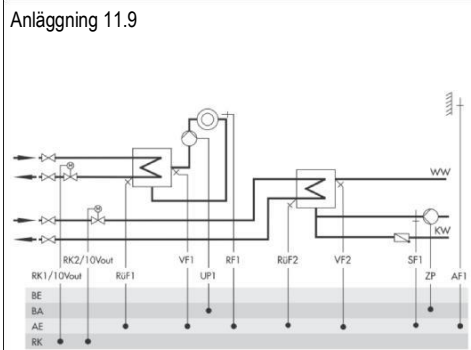 Anläggning 11.9
M
M
WW
KW
RK2/10Vout VF1 RF1 RüF2 VF2 SF1
RK1/10Vout RüF1 UP1 ZP AF1
BE
BA
AE
RK